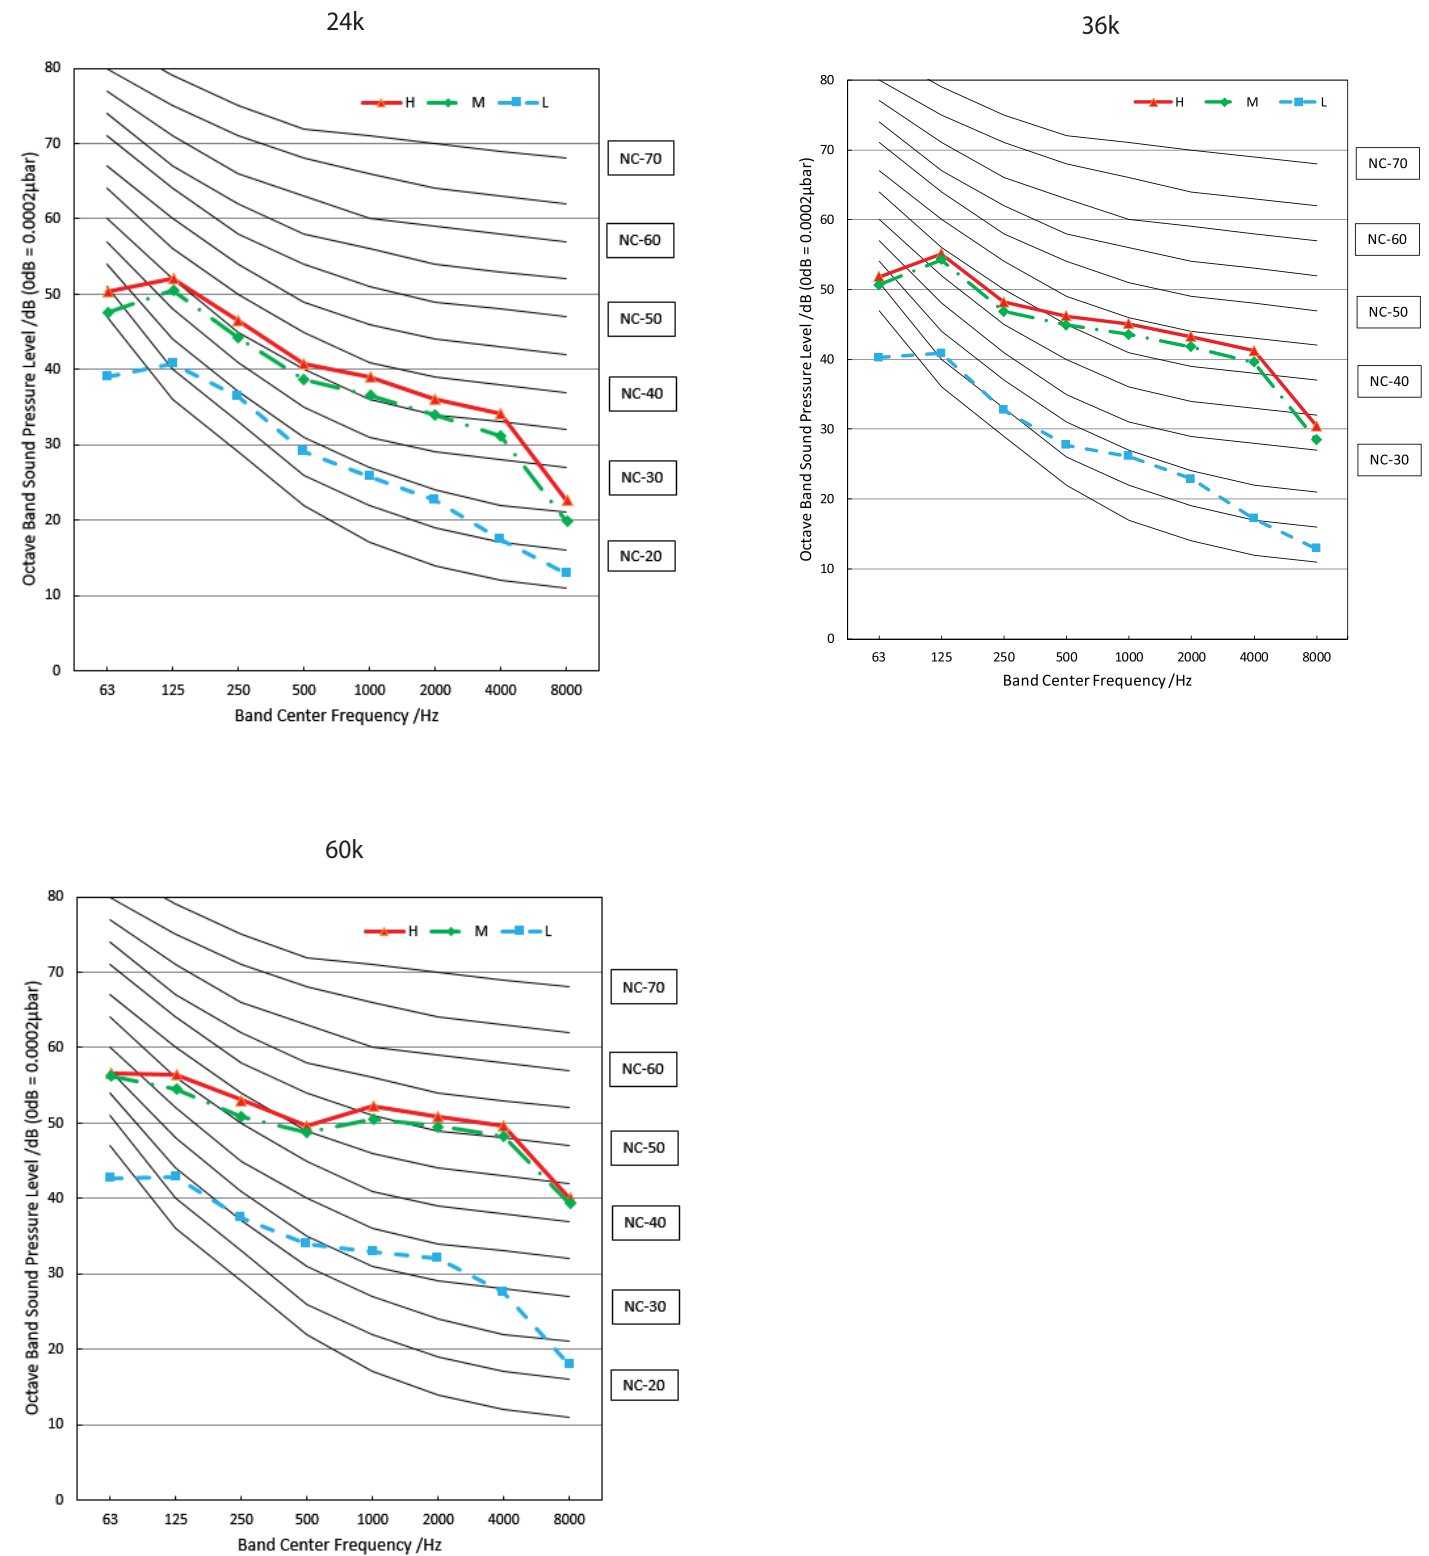 24k
H M L
80
70
60
50
40
30
20
10
0
63 125 250 500 1000 2000 4000 8000
Band Center Frequency /Hz
Octave Band Sound Pressure Level /dB (0dB = 0.0002μbar)
NC-70
NC-60
NC-50
NC-40
NC-30
NC-20
36k
H M L
80
70
60
50
40
30
20
10
0
63 125 250 500 1000 2000 4000 8000
Band Center Frequency /Hz
Octave Band Sound Pressure Level /dB (0dB = 0.0002μbar)
NC-70
NC-60
NC-50
NC-40
NC-30
60k
H M L
80
70
60
50
40
30
20
10
0
63 125 250 500 1000 2000 4000 8000
Band Center Frequency /Hz
Octave Band Sound Pressure Level /dB (0dB = 0.0002μbar)
NC-70
NC-60
NC-50
NC-40
NC-30
NC-20